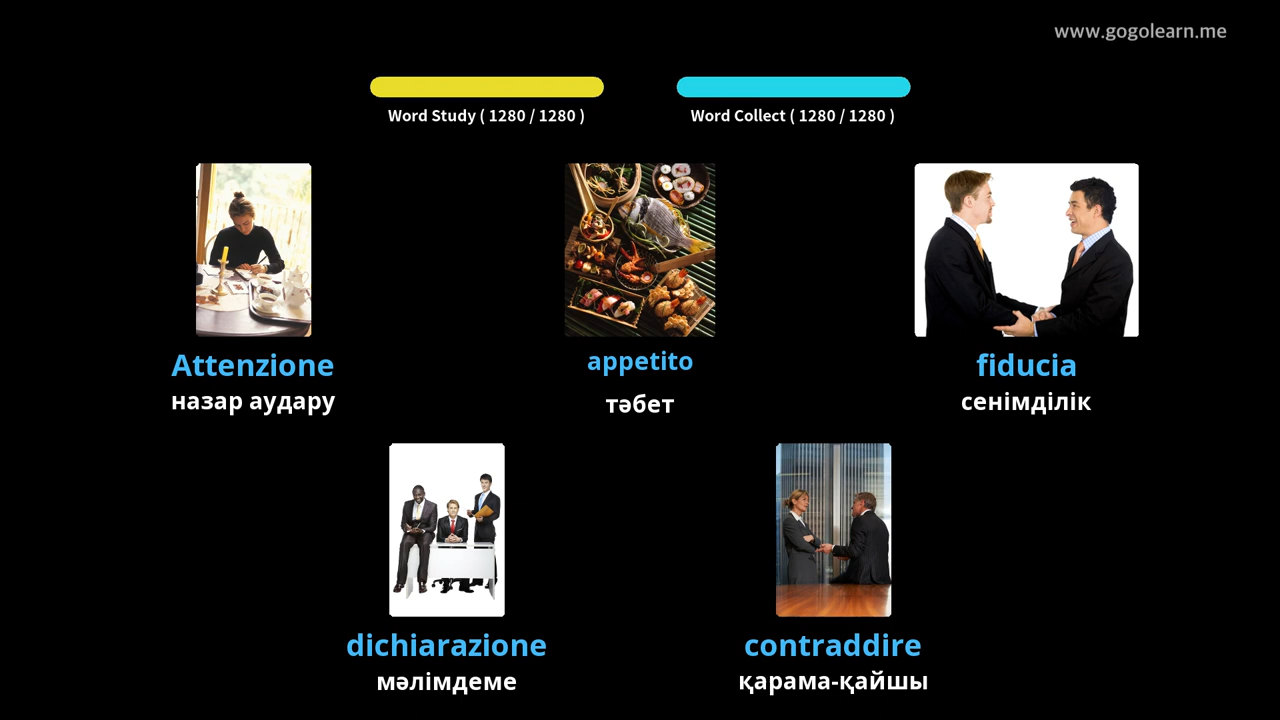 www.gogolearn.me
Word Study ( 1280 / 1280 )
Word Collect ( 1280 / 1280 )
Attenzione
назар аудару
appetito
тәбет
fiducia
сенімділік
dichiarazione
мәлімдеме
contraddire
қарама-қайшы